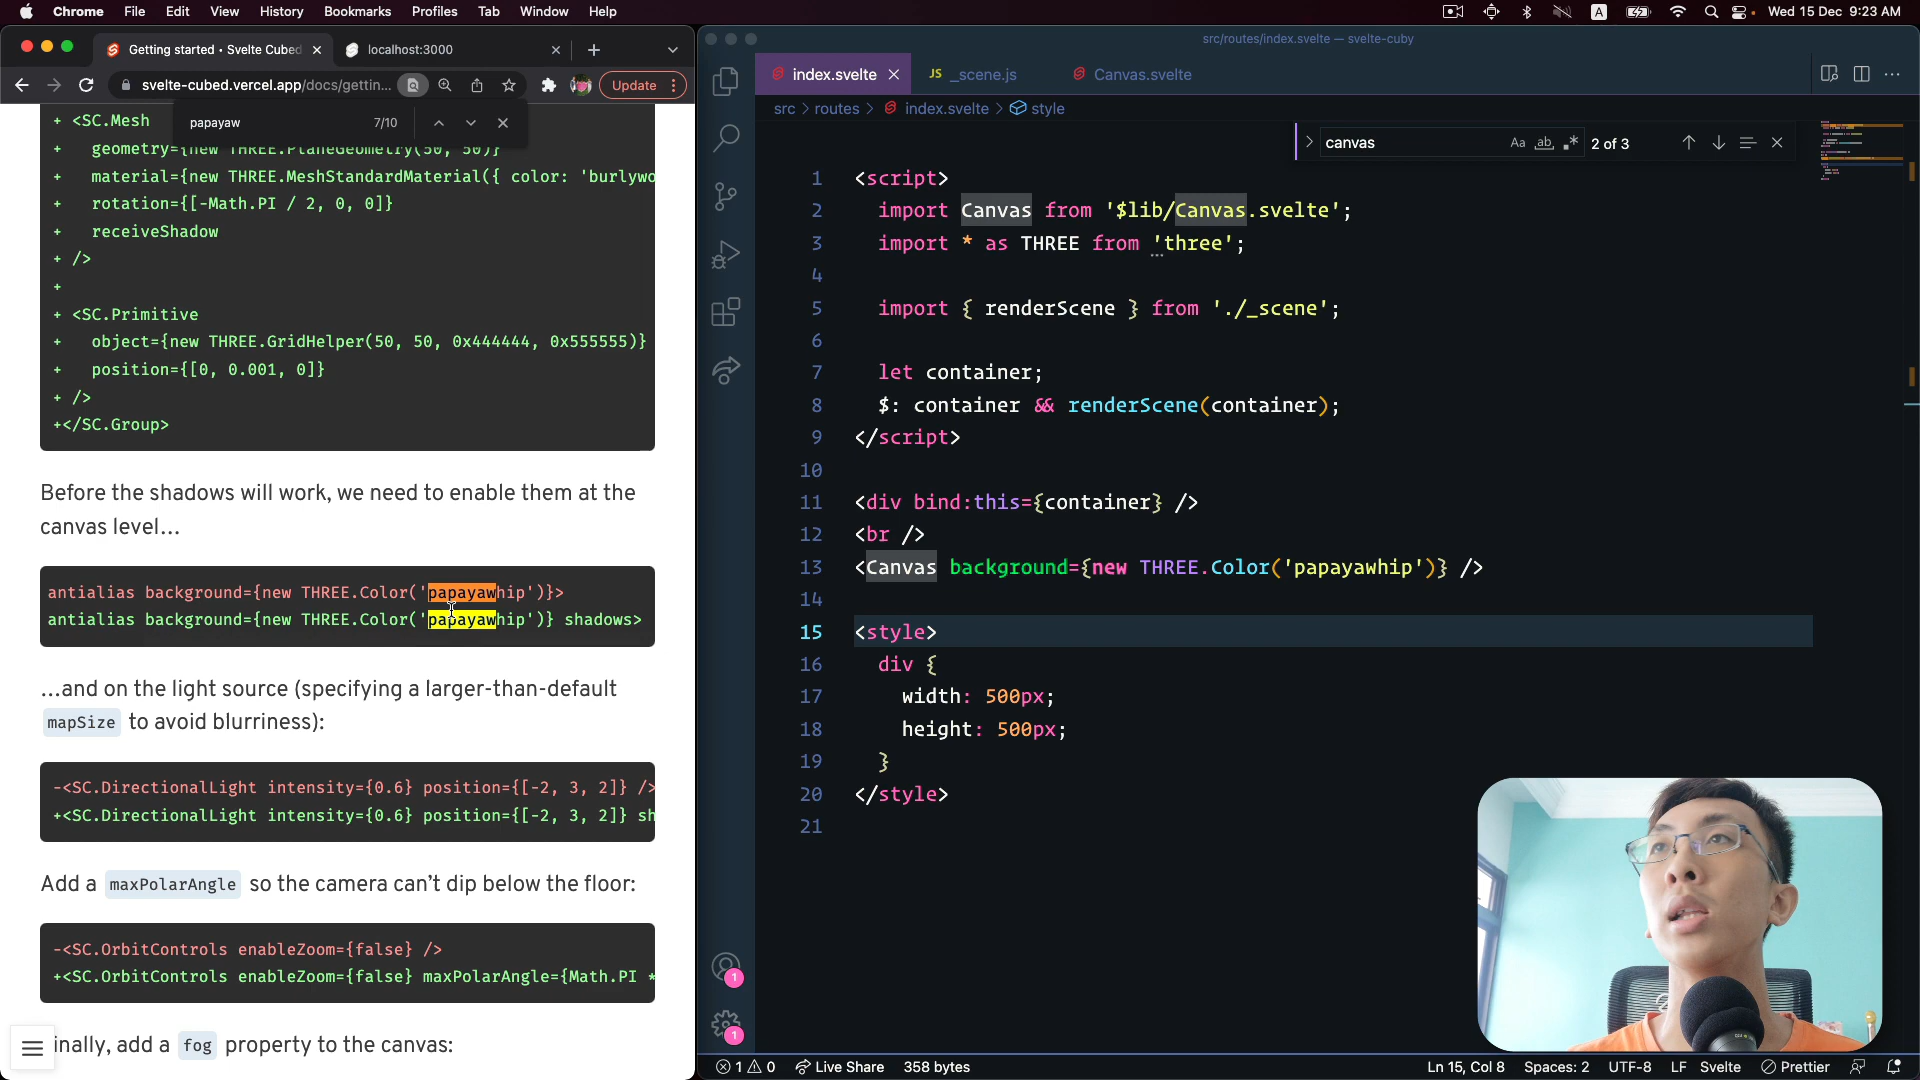 Chrome File Edit View History Bookmarks Profiles Tab Window Help
A
Wed 15 Dec 9:23 AM
Getting started • Svelte Cubed
localhost:3000
svelte-cubed.vercel.app/docs/gettin...
Update
papayaw
7/10
+ <SC.Mesh
+ geometry={new THREE.PlaneGeometry(50, 50)}
+ material={new THREE.MeshStandardMaterial({ color: 'burlywo
+ rotation={[-Math.PI / 2, 0, 0]}
+ receiveShadow
+ />
+
+ <SC.Primitive
+ object={new THREE.GridHelper(50, 50, 0x444444, 0x555555)}
+ position={[0, 0.001, 0]}
+ />
+</SC.Group>
Before the shadows will work, we need to enable them at the
canvas level...
antialias background={new THREE.Color('papayawhip')}>
antialias background={new THREE.Color('papayawhip')} shadows>
...and on the light source (specifying a larger-than-default
mapSize to avoid blurriness):
-<SC.DirectionalLight intensity={0.6} position={[-2, 3, 2]} />
+<SC.DirectionalLight intensity={0.6} position={[-2, 3, 2]} sh
Add a maxPolarAngle so the camera can't dip below the floor:
-<SC.OrbitControls enableZoom={false} />
+<SC.OrbitControls enableZoom={false} maxPolarAngle={Math.PI *
inally, add a fog property to the canvas:
src/routes/index.svelte — svelte-cuby
index.svelte
JS _scene.js
Canvas.svelte
src > routes > index.svelte > style
canvas
Aa ab .*
2 of 3
1 <script>
2 import Canvas from '$lib/Canvas.svelte';
3 import * as THREE from 'three';
4
5 import { renderScene } from './_scene';
6
7 let container;
8 $: container && renderScene(container);
9 </script>
10
11 <div bind:this={container} />
12 <br />
13 <Canvas background={new THREE.Color('papayawhip')} />
14
15 <style>
16 div {
17 width: 500px;
18 height: 500px;
19 }
20 </style>
21
1
1
1 0 Live Share 358 bytes
Ln 15, Col 8 Spaces: 2 UTF-8 LF Svelte Prettier